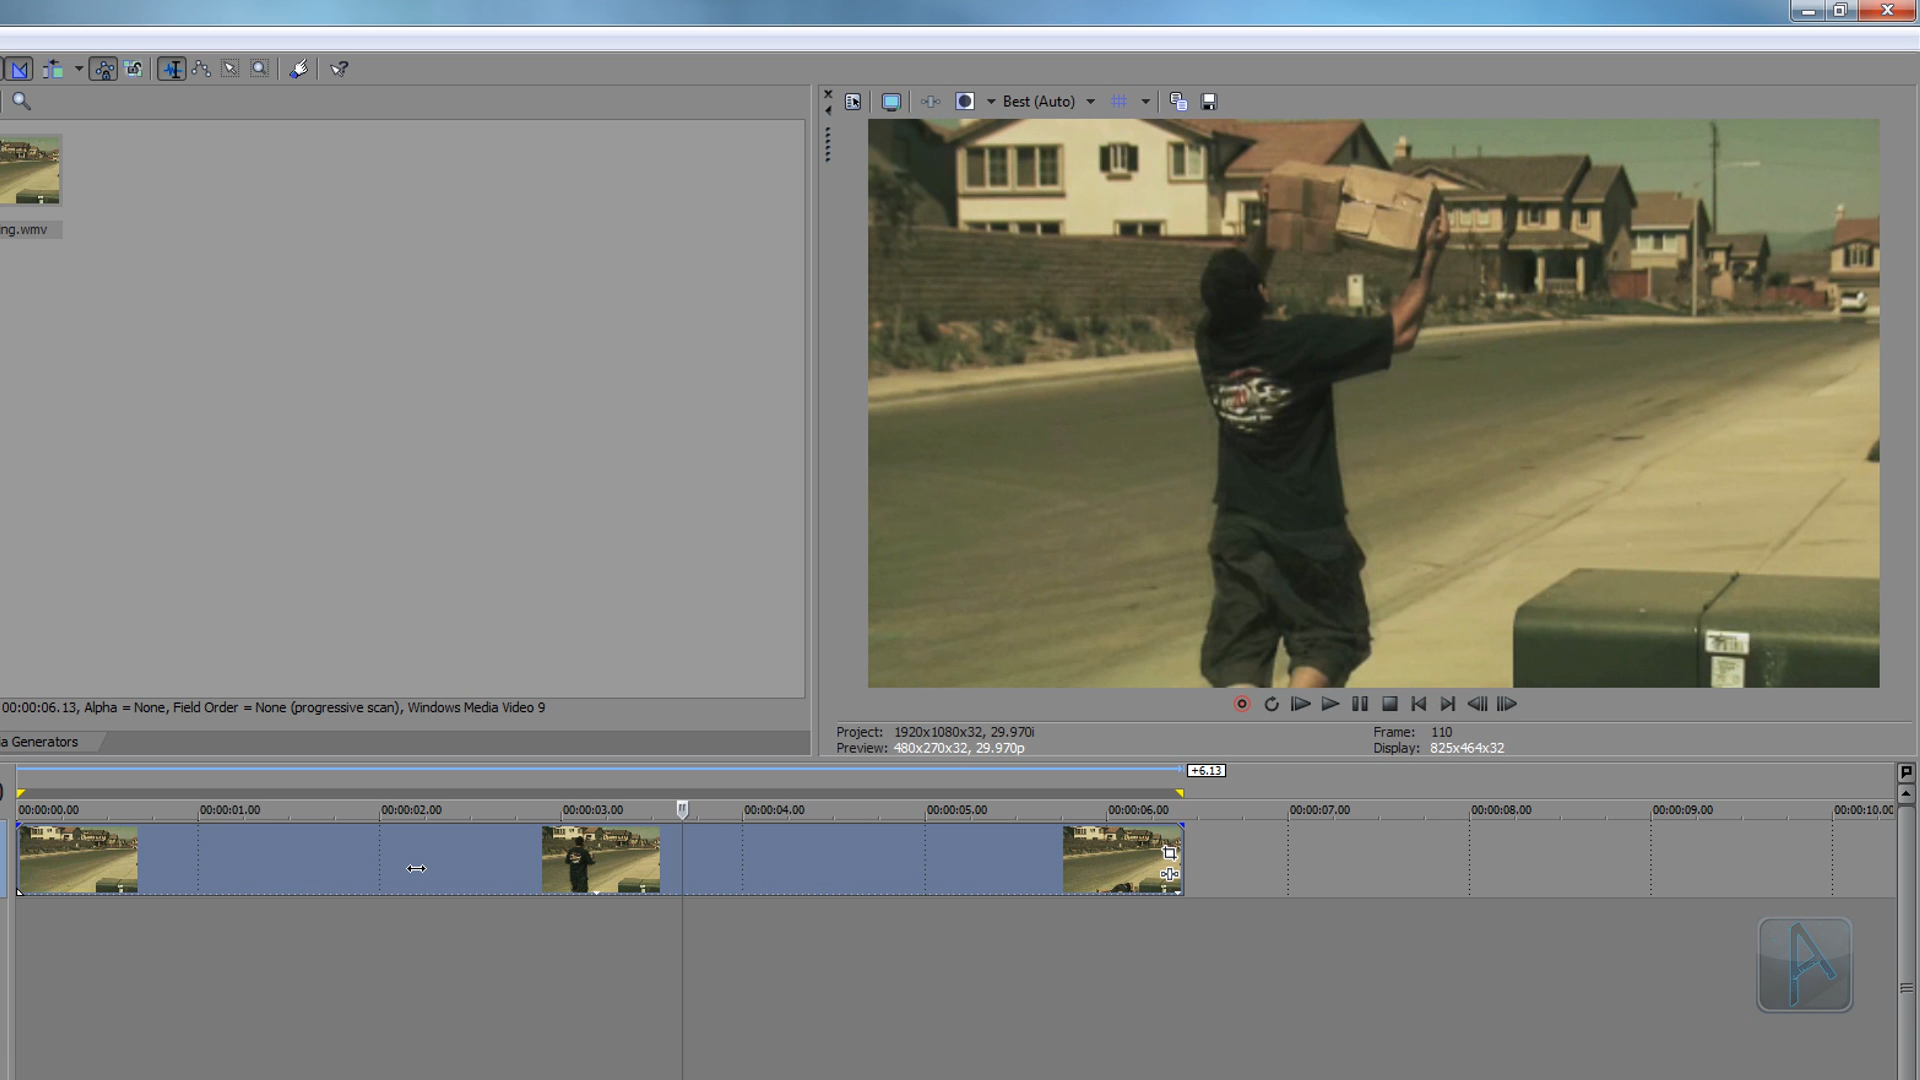 Best (Auto)
ing.wmv
00:00:06.13, Alpha = None, Field Order = None (progressive scan), Windows Media Video 9
a Generators
Project: 1920x1080x32, 29.970i
Frame: 110
Preview: 480x270x32, 29.970p
Display: 825x464x32
+6.13
00:00:00.00 00:00:01.00 00:00:02.00 00:00:03.00 00:00:04.00 00:00:05.00 00:00:06.00 00:00:07.00 00:00:08.00 00:00:09.00 00:00:10.00
A